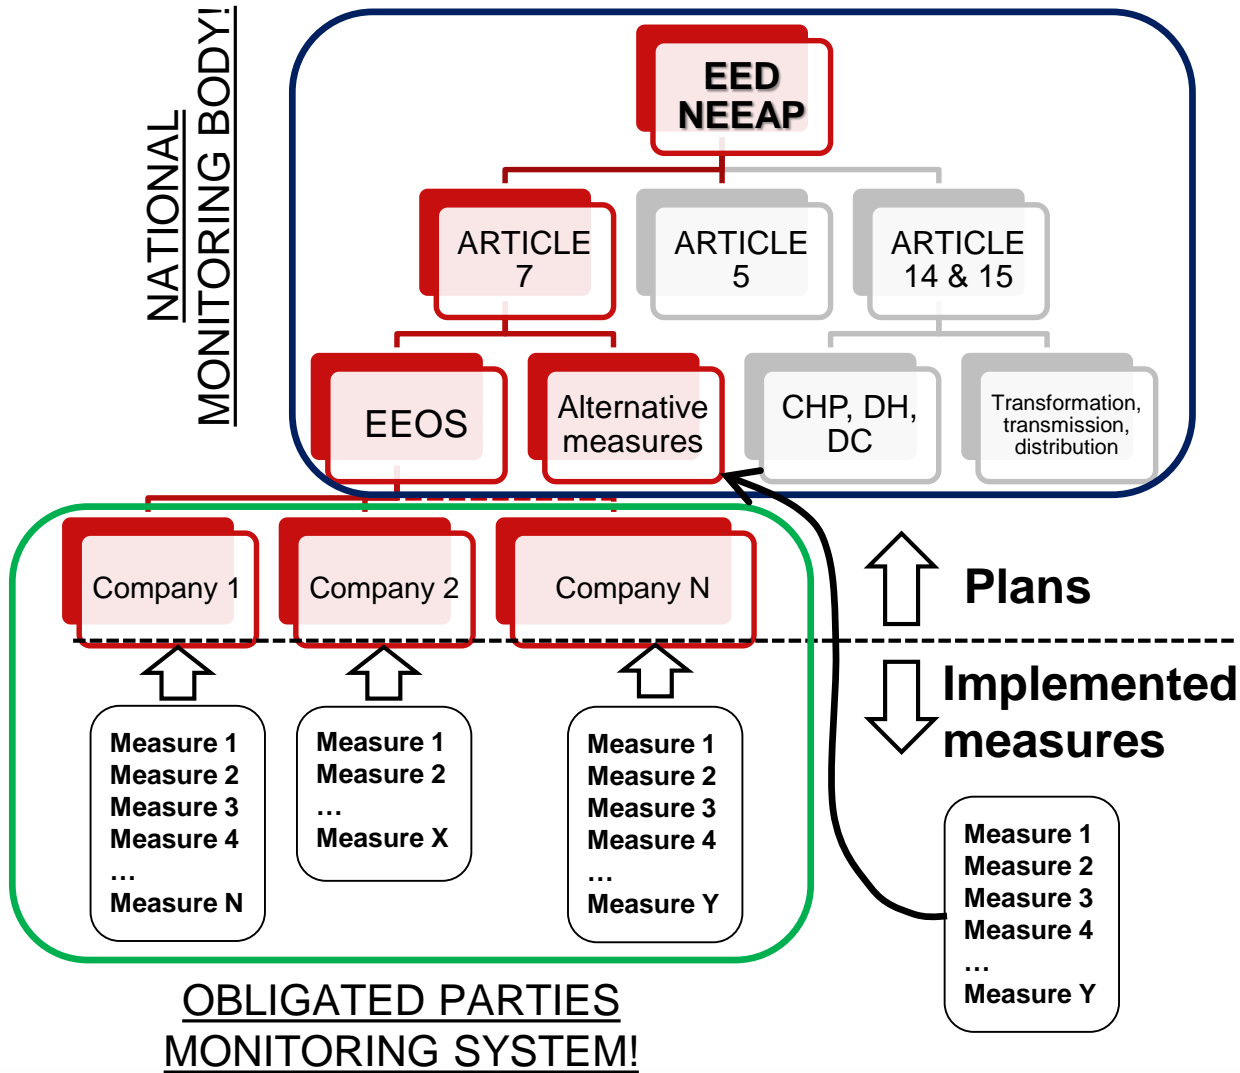 NATIONAL
MONITORING BODY!
EED
NEEAP
ARTICLE
7
ARTICLE
5
ARTICLE
14 & 15
EEOS
Alternative
measures
CHP, DH,
DC
Transformation,
transmission,
distribution
Company 1
Company 2
Company N
Plans
Implemented
measures
Measure 1
Measure 2
Measure 3
Measure 4
...
Measure N
Measure 1
Measure 2
...
Measure X
Measure 1
Measure 2
Measure 3
Measure 4
...
Measure Y
Measure 1
Measure 2
Measure 3
Measure 4
...
Measure Y
OBLIGATED PARTIES
MONITORING SYSTEM!